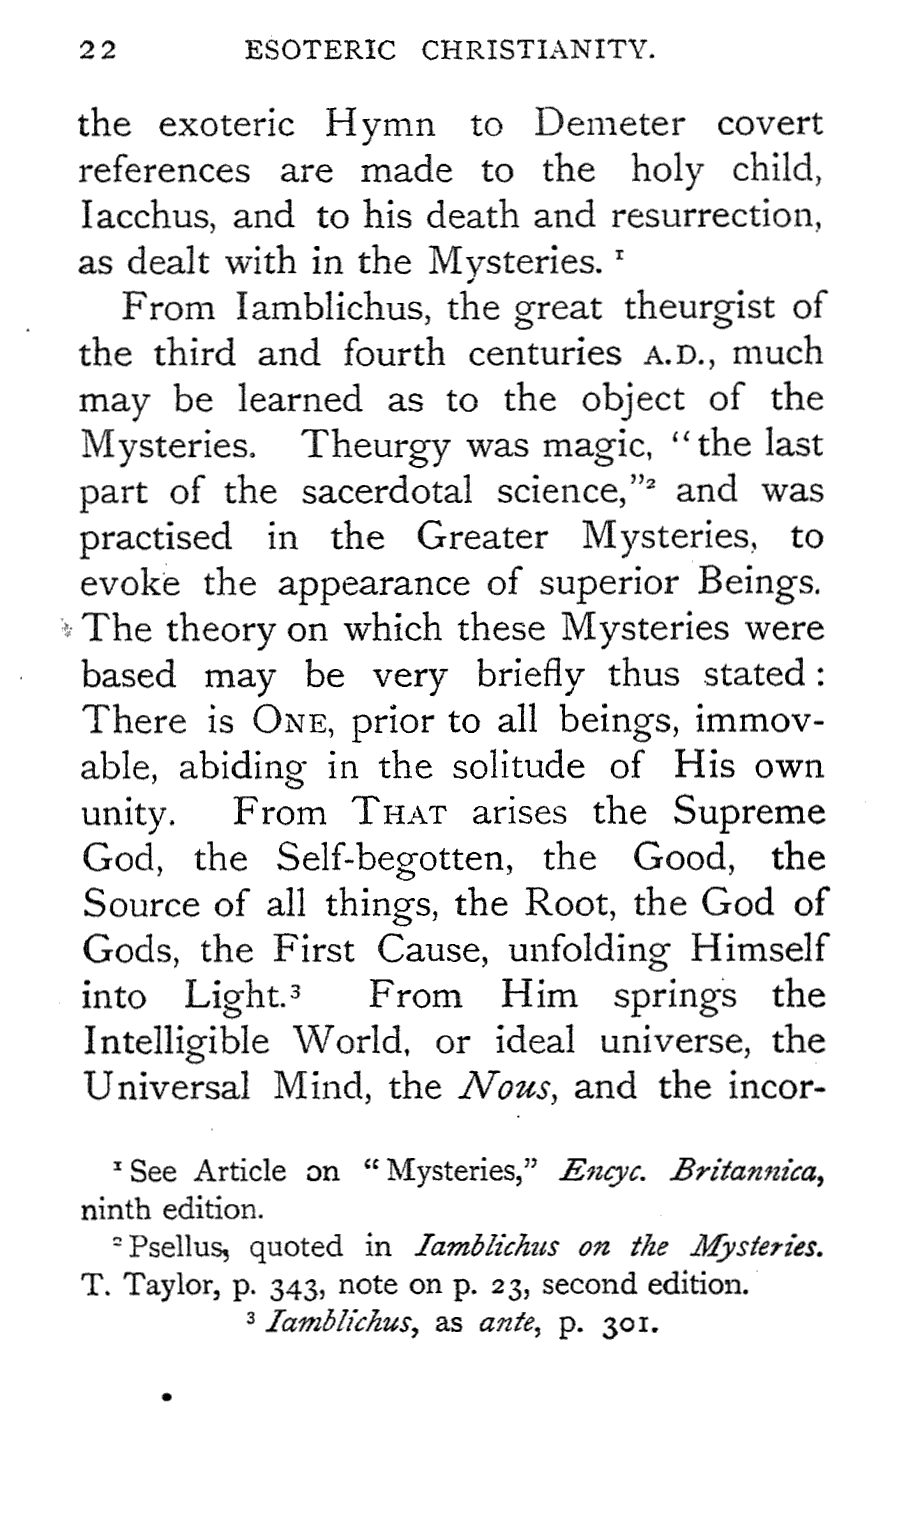 22 ESOTERIC CHRISTIANITY.
the exoteric Hymn to Demeter covert
references are made to the holy child,
Iacchus, and to his death and resurrection,
as dealt with in the Mysteries. ¹
From Iamblichus, the great theurgist of
the third and fourth centuries A.D., much
may be learned as to the object of the
Mysteries. Theurgy was magic, “the last
part of the sacerdotal science,”² and was
practised in the Greater Mysteries, to
evoke the appearance of superior Beings.
The theory on which these Mysteries were
based may be very briefly thus stated :
There is ONE, prior to all beings, immov-
able, abiding in the solitude of His own
unity. From THAT arises the Supreme
God, the Self-begotten, the Good, the
Source of all things, the Root, the God of
Gods, the First Cause, unfolding Himself
into Light.³ From Him springs the
Intelligible World, or ideal universe, the
Universal Mind, the Nous, and the incor-
¹ See Article on “Mysteries,” Encyc. Britannica,
ninth edition.
² Psellus, quoted in Iamblichus on the Mysteries.
T. Taylor, p. 343, note on p. 23, second edition.
³ Iamblichus, as ante, p. 301.